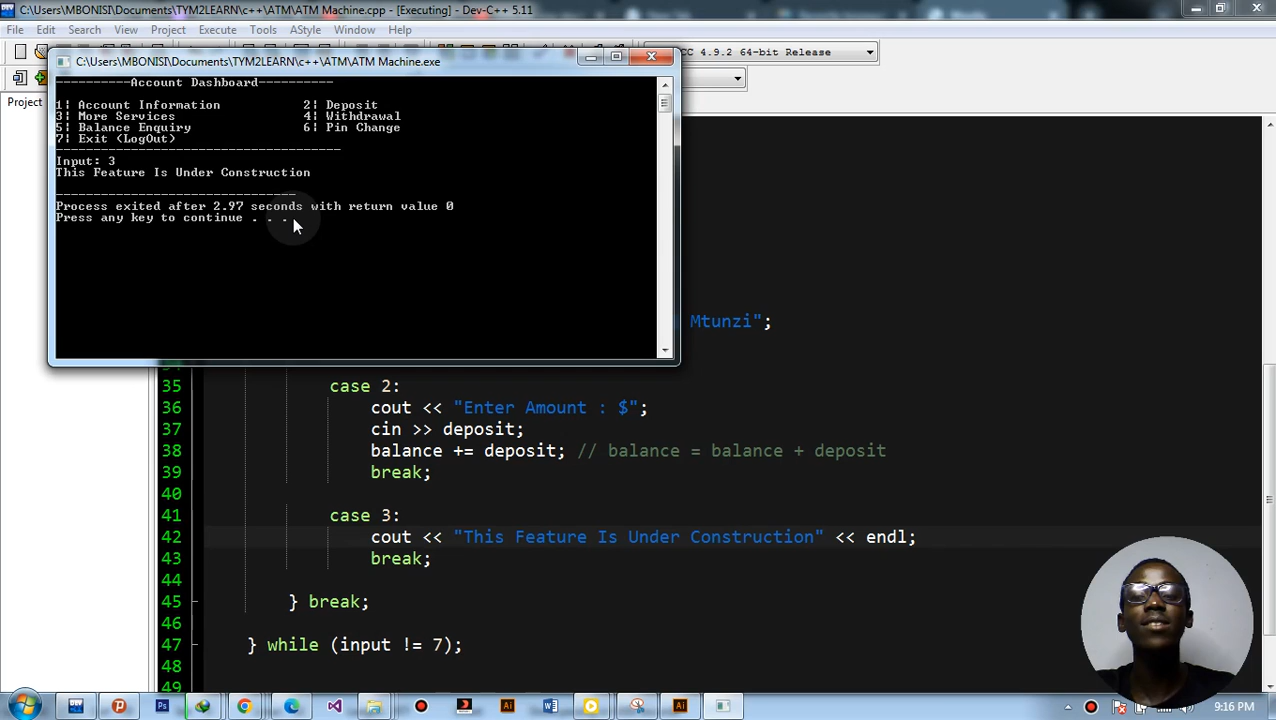 C:\Users\MBONISI\Documents\TYM2LEARN\c++\ATM\ATM Machine.cpp - [Executing] - Dev-C++ 5.11
File Edit Search View Project Execute Tools AStyle Window Help
CC 4.9.2 64-bit Release
Project
C:\Users\MBONISI\Documents\TYM2LEARN\c++\ATM\ATM Machine.exe
----------Account Dashboard----------
1| Account Information 2| Deposit
3| More Services 4| Withdrawal
5| Balance Enquiry 6| Pin Change
7| Exit (LogOut)
--------------------------------------
Input: 3
This Feature Is Under Construction
--------------------------------
Process exited after 2.97 seconds with return value 0
Press any key to continue . . .
Mtunzi";
35 case 2:
36 cout << "Enter Amount : $";
37 cin >> deposit;
38 balance += deposit; // balance = balance + deposit
39 break;
40
41 case 3:
42 cout << "This Feature Is Under Construction" << endl;
43 break;
44
45 } break;
46
47 } while (input != 7);
48
49
DEV
Ps
Ai
W
Ai
9:16 PM